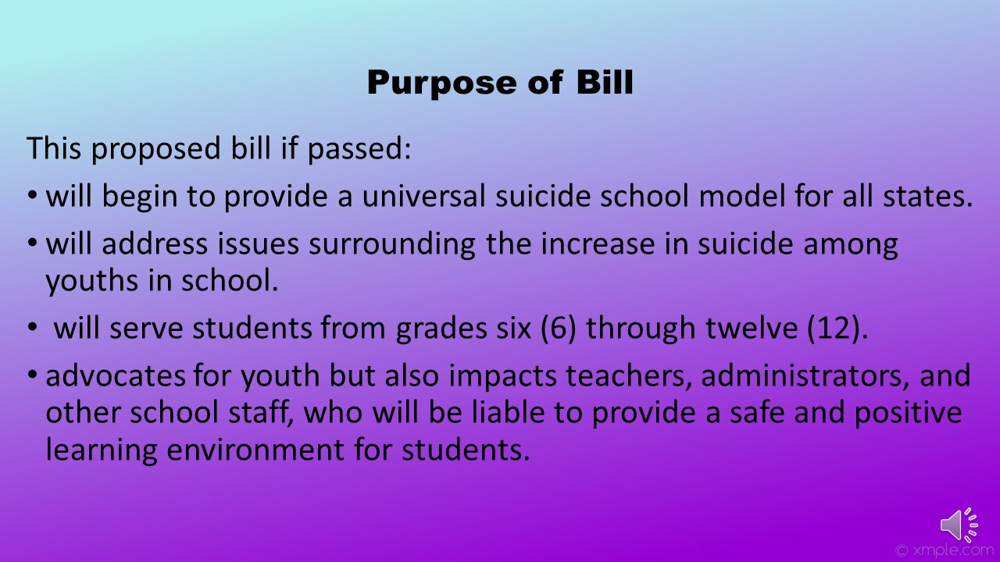 Purpose of Bill
This proposed bill if passed:
• will begin to provide a universal suicide school model for all states.
• will address issues surrounding the increase in suicide among
youths in school.
• will serve students from grades six (6) through twelve (12).
• advocates for youth but also impacts teachers, administrators, and
other school staff, who will be liable to provide a safe and positive
learning environment for students.
© xmple.com